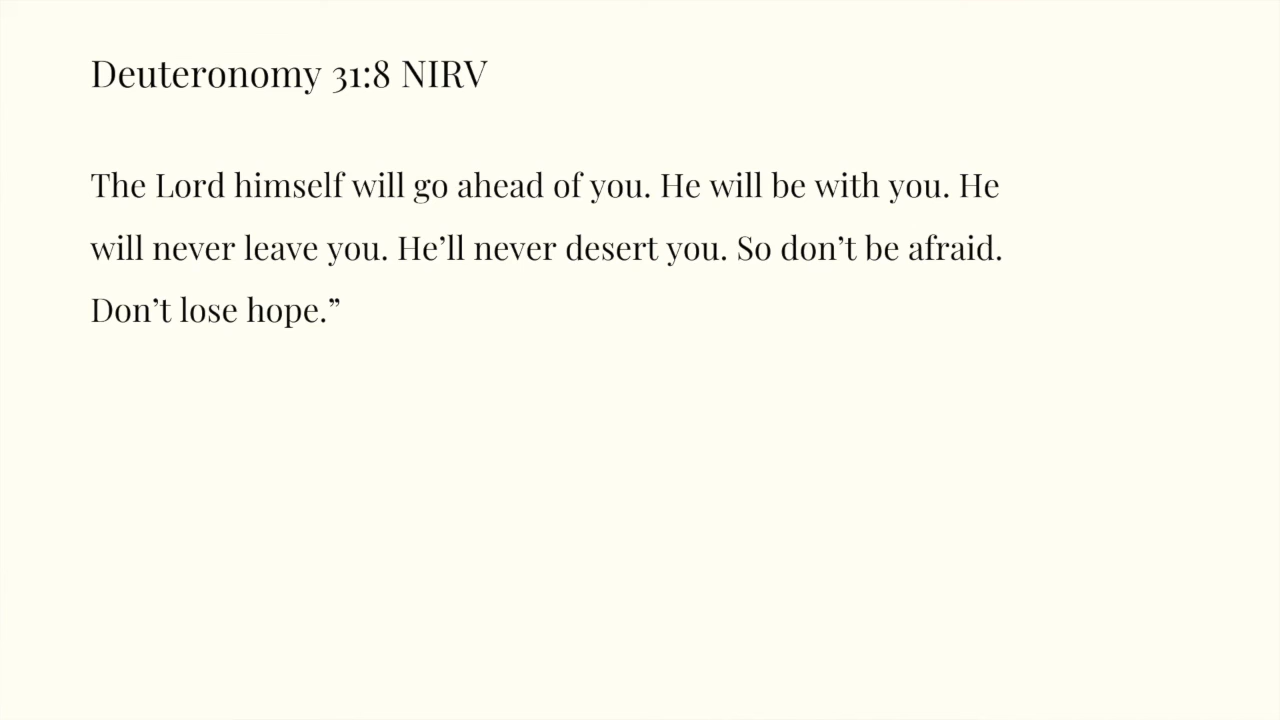 Deuteronomy 31:8 NIRV
The Lord himself will go ahead of you. He will be with you. He
will never leave you. He’ll never desert you. So don’t be afraid.
Don’t lose hope.”